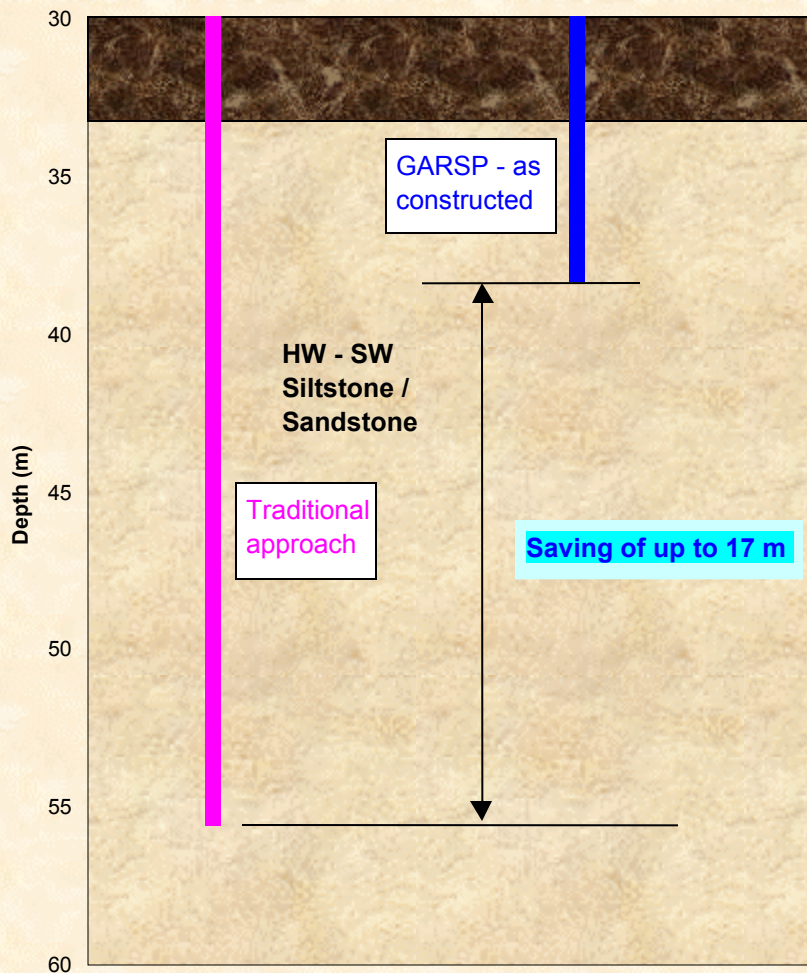 30
GARSP - as
constructed
35
40
HW - SW
Siltstone /
Sandstone
Depth (m)
45
Traditional
approach
Saving of up to 17 m
50
55
60